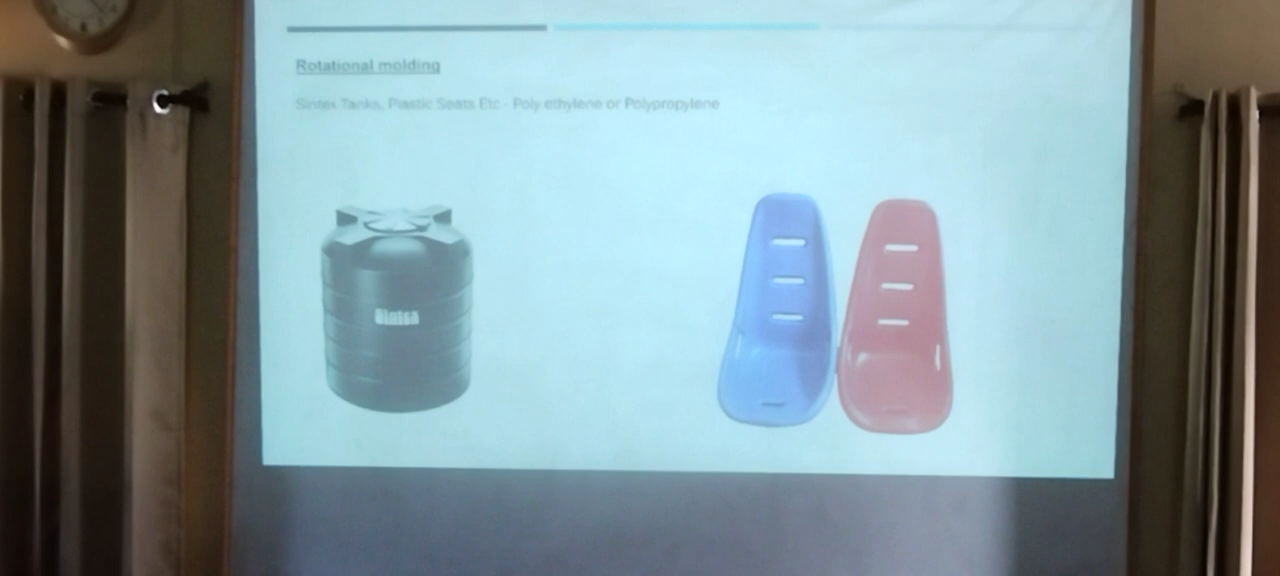 Rotational molding
Sintex Tanks, Plastic Seats Etc - Poly ethylene or Polypropylene
Sintex